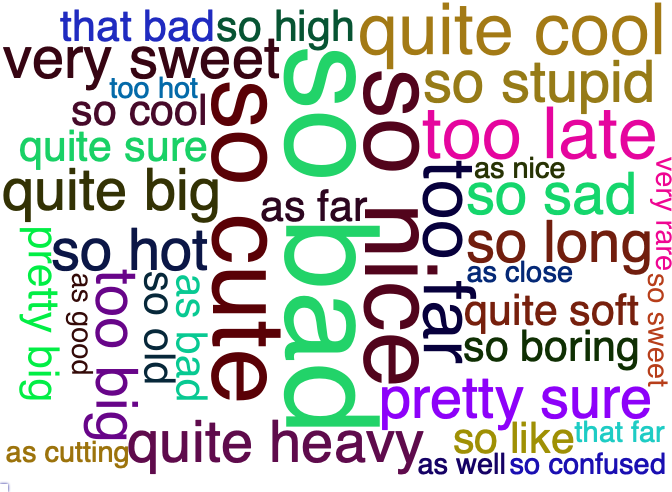 that bad
so high
quite cool
very sweet
so stupid
too hot
so cool
too late
quite sure
so cute
so bad
so nice
as nice
very rare
quite big
as far
too far
so sad
so hot
so long
pretty big
as good
too big
so old
as bad
as close
so sweet
quite soft
so boring
pretty sure
quite heavy
so like
that far
as cutting
as well
so confused